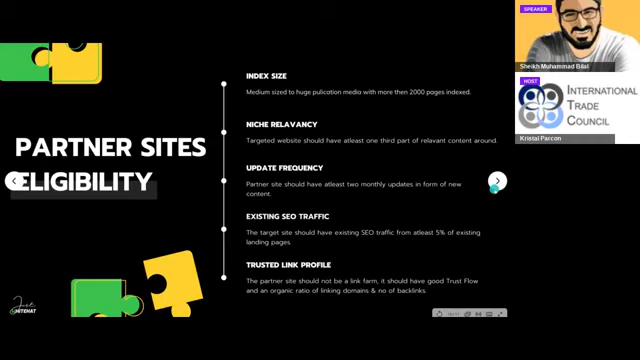 PARTNER SITES
ELIGIBILITY
INDEX SIZE
Medium sized to huge pulication media with more then 2000 pages indexed.
NICHE RELAVANCY
Targeted website should have atleast one third part of relavant content around.
UPDATE FREQUENCY
Partner site should have atleast two monthly updates in form of new
content.
EXISTING SEO TRAFFIC
The target site should have existing SEO traffic from atleast 5% of existing
landing pages.
TRUSTED LINK PROFILE
The partner site should not be a link farm, it should have good Trust Flow
and an organic ratio of linking domains & no of backlinks.
SPEAKER
Sheikh Muhammad Bilal
HOST
INTERNATIONAL
TRADE
COUNCIL
Kristal Parcon